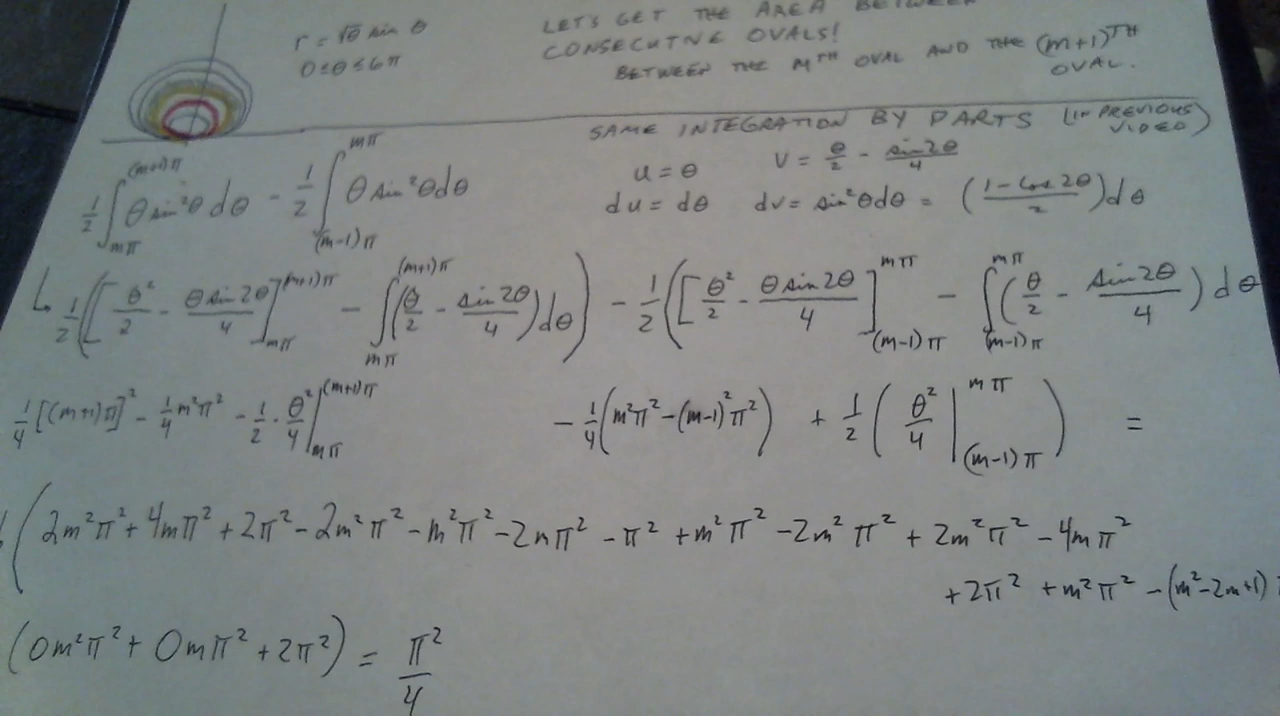 r = √θ sin θ
0 ≤ θ ≤ 6π
LET'S GET THE AREA BETWEEN
CONSECUTIVE OVALS!
BETWEEN THE MTH OVAL AND THE (m+1)TH
OVAL.
SAME INTEGRATION BY PARTS (IN PREVIOUS VIDEO)
1/2 ∫_{mπ}^{(m+1)π} θ sin²θ dθ - 1/2 ∫_{(m-1)π}^{mπ} θ sin²θ dθ
u = θ v = θ/2 - sin2θ/4
du = dθ dv = sin²θdθ = (1-cos2θ/2)dθ
1/2([θ²/2 - θ sin2θ/4]_{mπ}^{(m+1)π} - ∫_{mπ}^{(m+1)π} (θ/2 - sin2θ/4)dθ) - 1/2([θ²/2 - θ sin2θ/4]_{(m-1)π}^{mπ} - ∫_{(m-1)π}^{mπ} (θ/2 - sin2θ/4) dθ
1/4[(m+1)π]² - 1/4 m²π² - 1/2 · θ²/4 |_{mπ}^{(m+1)π} - 1/4(m²π² - (m-1)²π²) + 1/2(θ²/4 |_{(m-1)π}^{mπ}) =
(2m²π² + 4mπ² + 2π² - 2m²π² - m²π² - 2mπ² - π² + m²π² - 2m²π² + 2m²π² - 4mπ²
+ 2π² + m²π² - (m²-2m+1)
(0m²π² + 0mπ² + 2π²) = π²/4